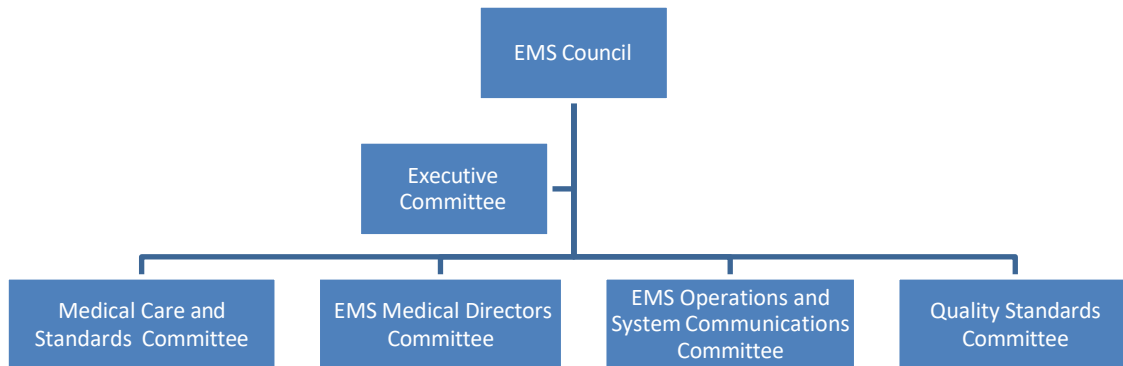 EMS Council
Executive
Committee
Medical Care and
Standards Committee
EMS Medical Directors
Committee
EMS Operations and
System Communications
Committee
Quality Standards
Committee